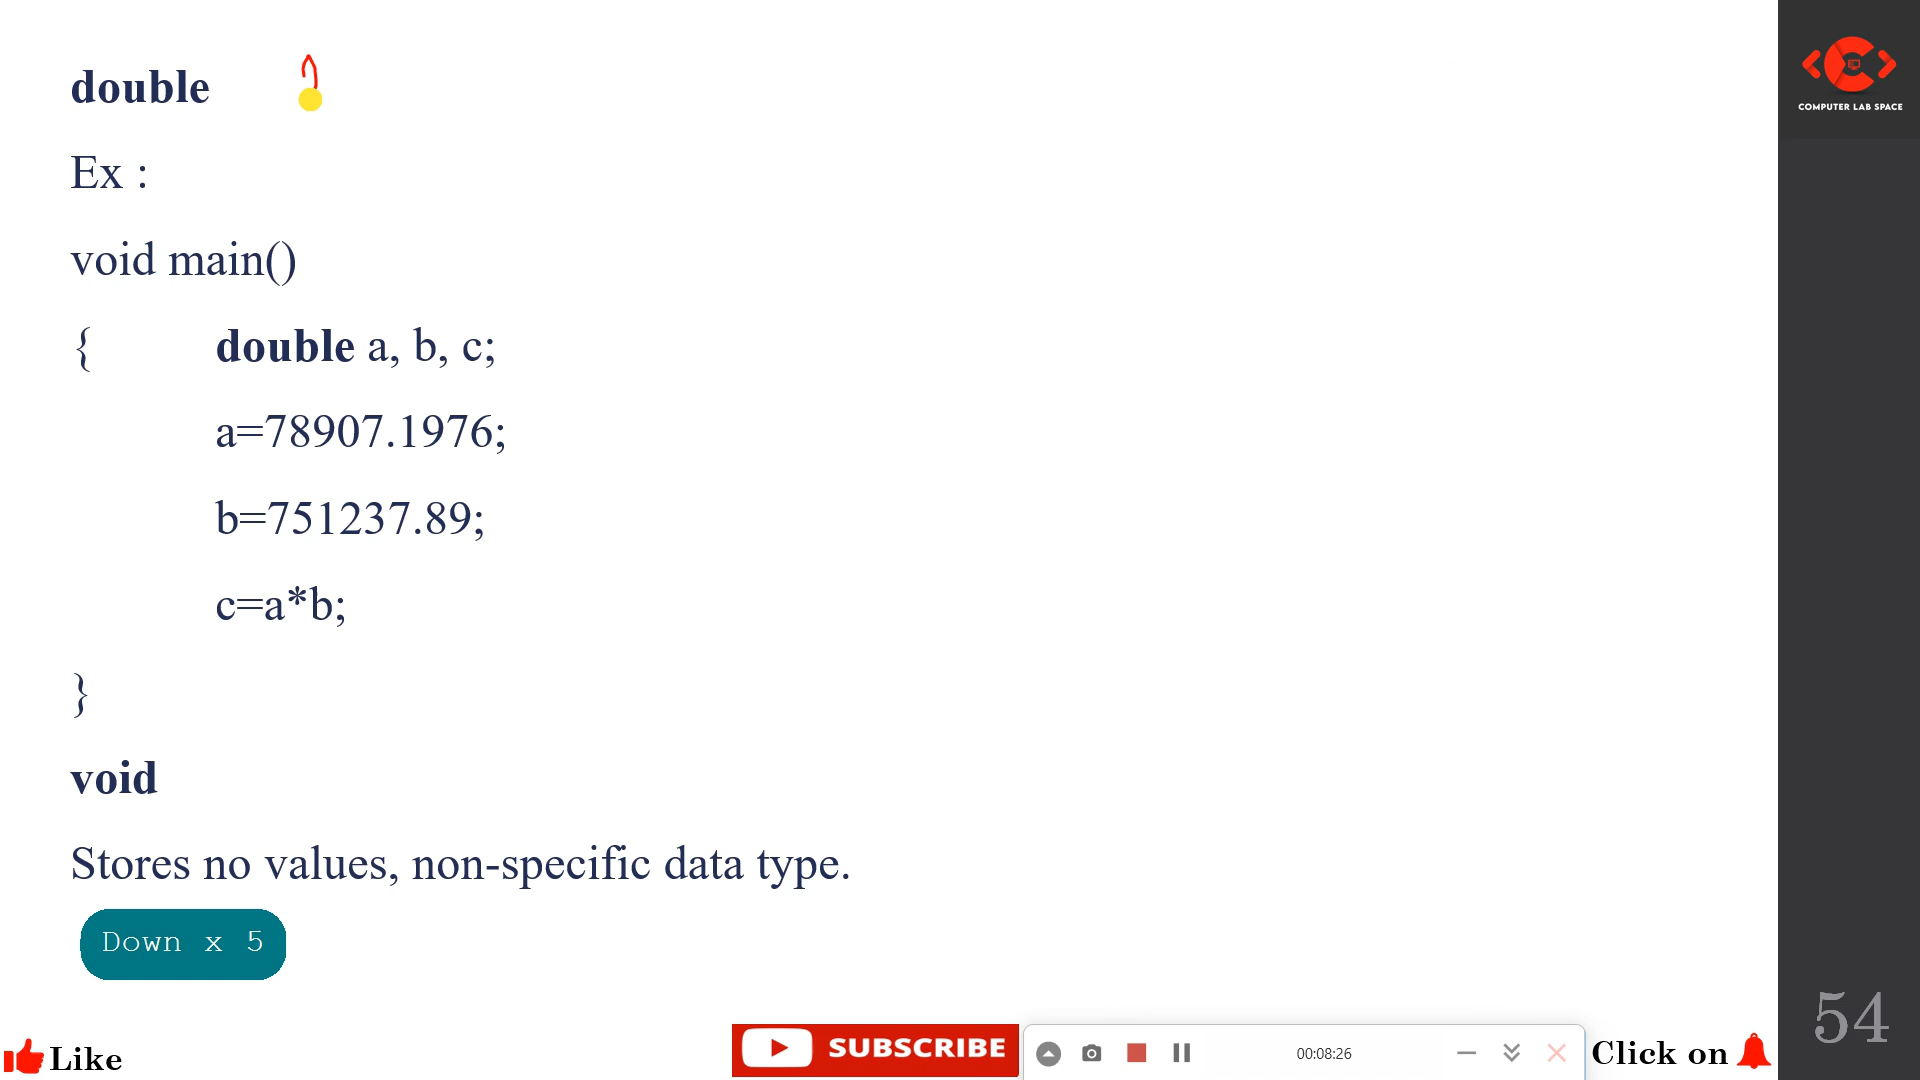 double
COMPUTER LAB SPACE
Ex :
void main()
{ double a, b, c;
a=78907.1976;
b=751237.89;
c=a*b;
}
void
Stores no values, non-specific data type.
Down x 5
54
Like
SUBSCRIBE
00:08:26
Click on